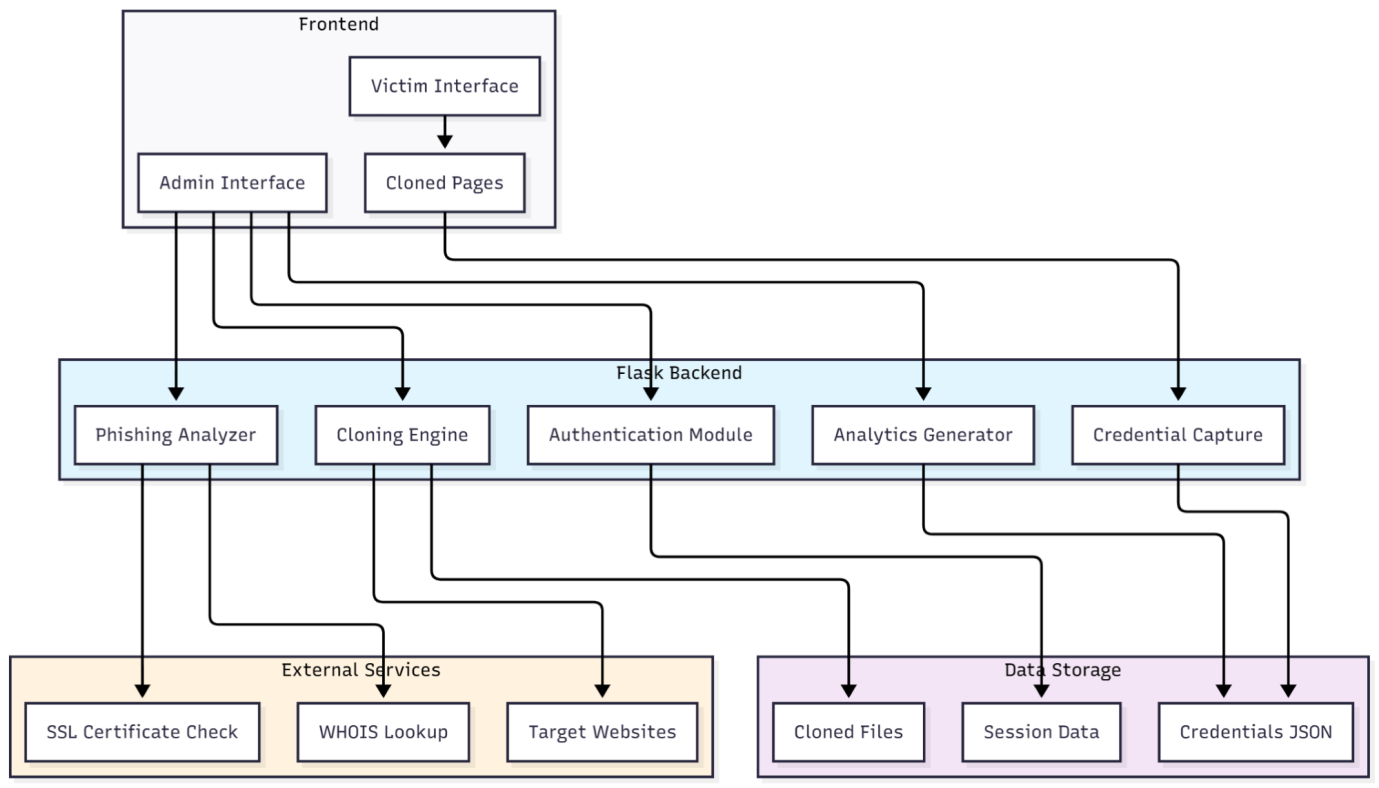 Frontend
Victim Interface
Admin Interface
Cloned Pages
Flask Backend
Phishing Analyzer
Cloning Engine
Authentication Module
Analytics Generator
Credential Capture
External Services
SSL Certificate Check
WHOIS Lookup
Target Websites
Data Storage
Cloned Files
Session Data
Credentials JSON